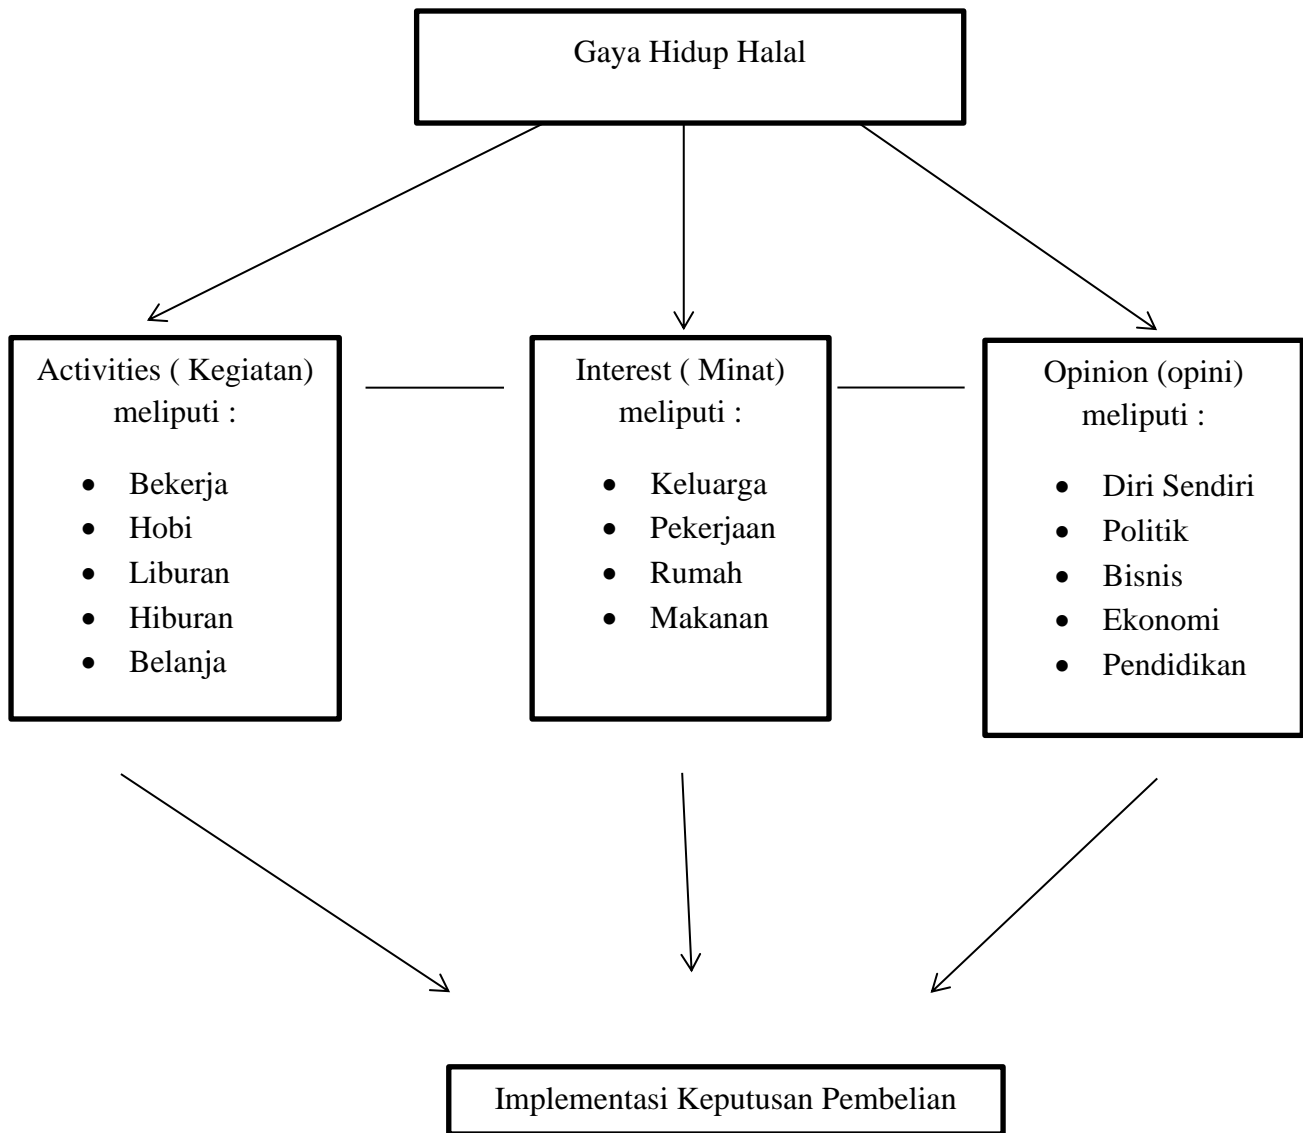 Gaya Hidup Halal
Activities ( Kegiatan)
meliputi :
• Bekerja
• Hobi
• Liburan
• Hiburan
• Belanja
Interest ( Minat)
meliputi :
• Keluarga
• Pekerjaan
• Rumah
• Makanan
Opinion (opini)
meliputi :
• Diri Sendiri
• Politik
• Bisnis
• Ekonomi
• Pendidikan
Implementasi Keputusan Pembelian